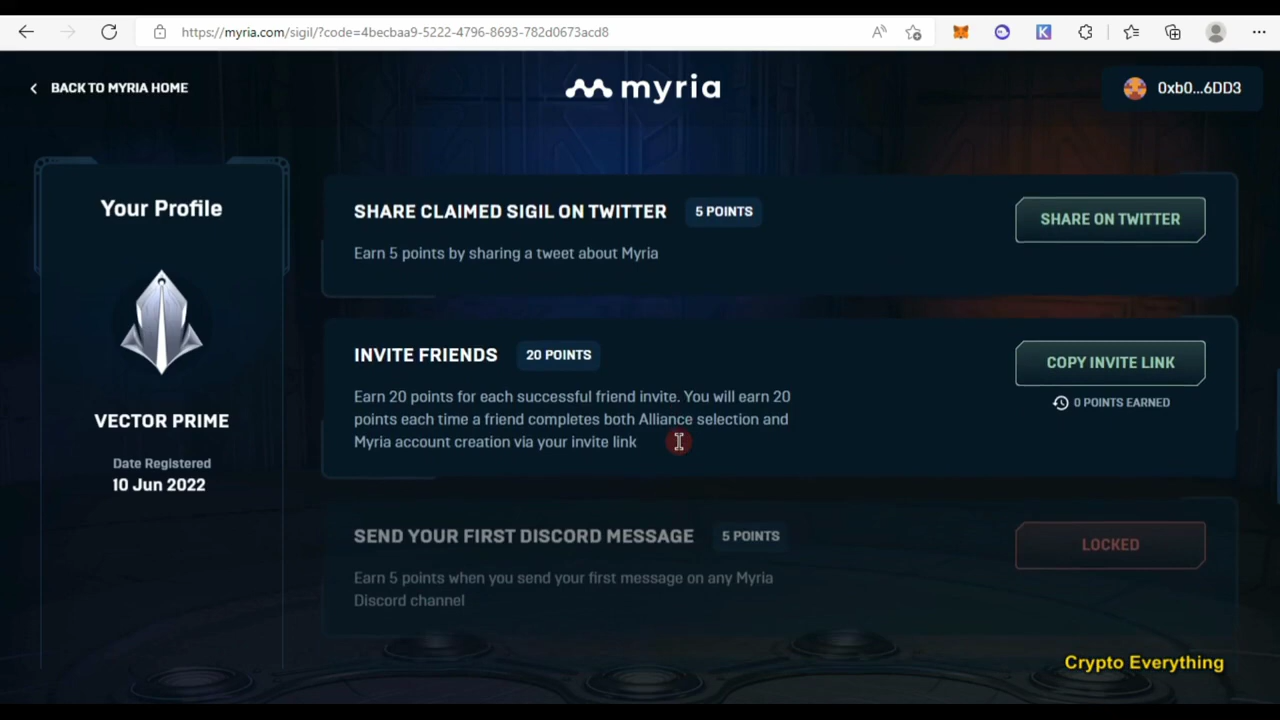 https://myria.com/sigil/?code=4becbaa9-5222-4796-8693-782d0673acd8
BACK TO MYRIA HOME
myria
0xb0...6DD3
Your Profile
VECTOR PRIME
Date Registered
10 Jun 2022
SHARE CLAIMED SIGIL ON TWITTER 5 POINTS
Earn 5 points by sharing a tweet about Myria
SHARE ON TWITTER
INVITE FRIENDS 20 POINTS
Earn 20 points for each successful friend invite. You will earn 20
points each time a friend completes both Alliance selection and
Myria account creation via your invite link
COPY INVITE LINK
0 POINTS EARNED
SEND YOUR FIRST DISCORD MESSAGE 5 POINTS
Earn 5 points when you send your first message on any Myria
Discord channel
LOCKED
Crypto Everything